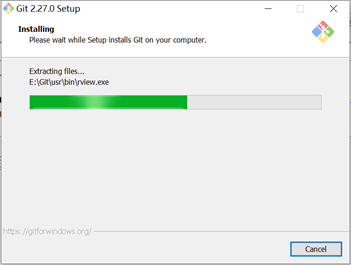 Git 2.27.0 Setup
Installing
Please wait while Setup installs Git on your computer.
Extracting files...
E:\Git\usr\bin\rview.exe
https://gitforwindows.org/
Cancel